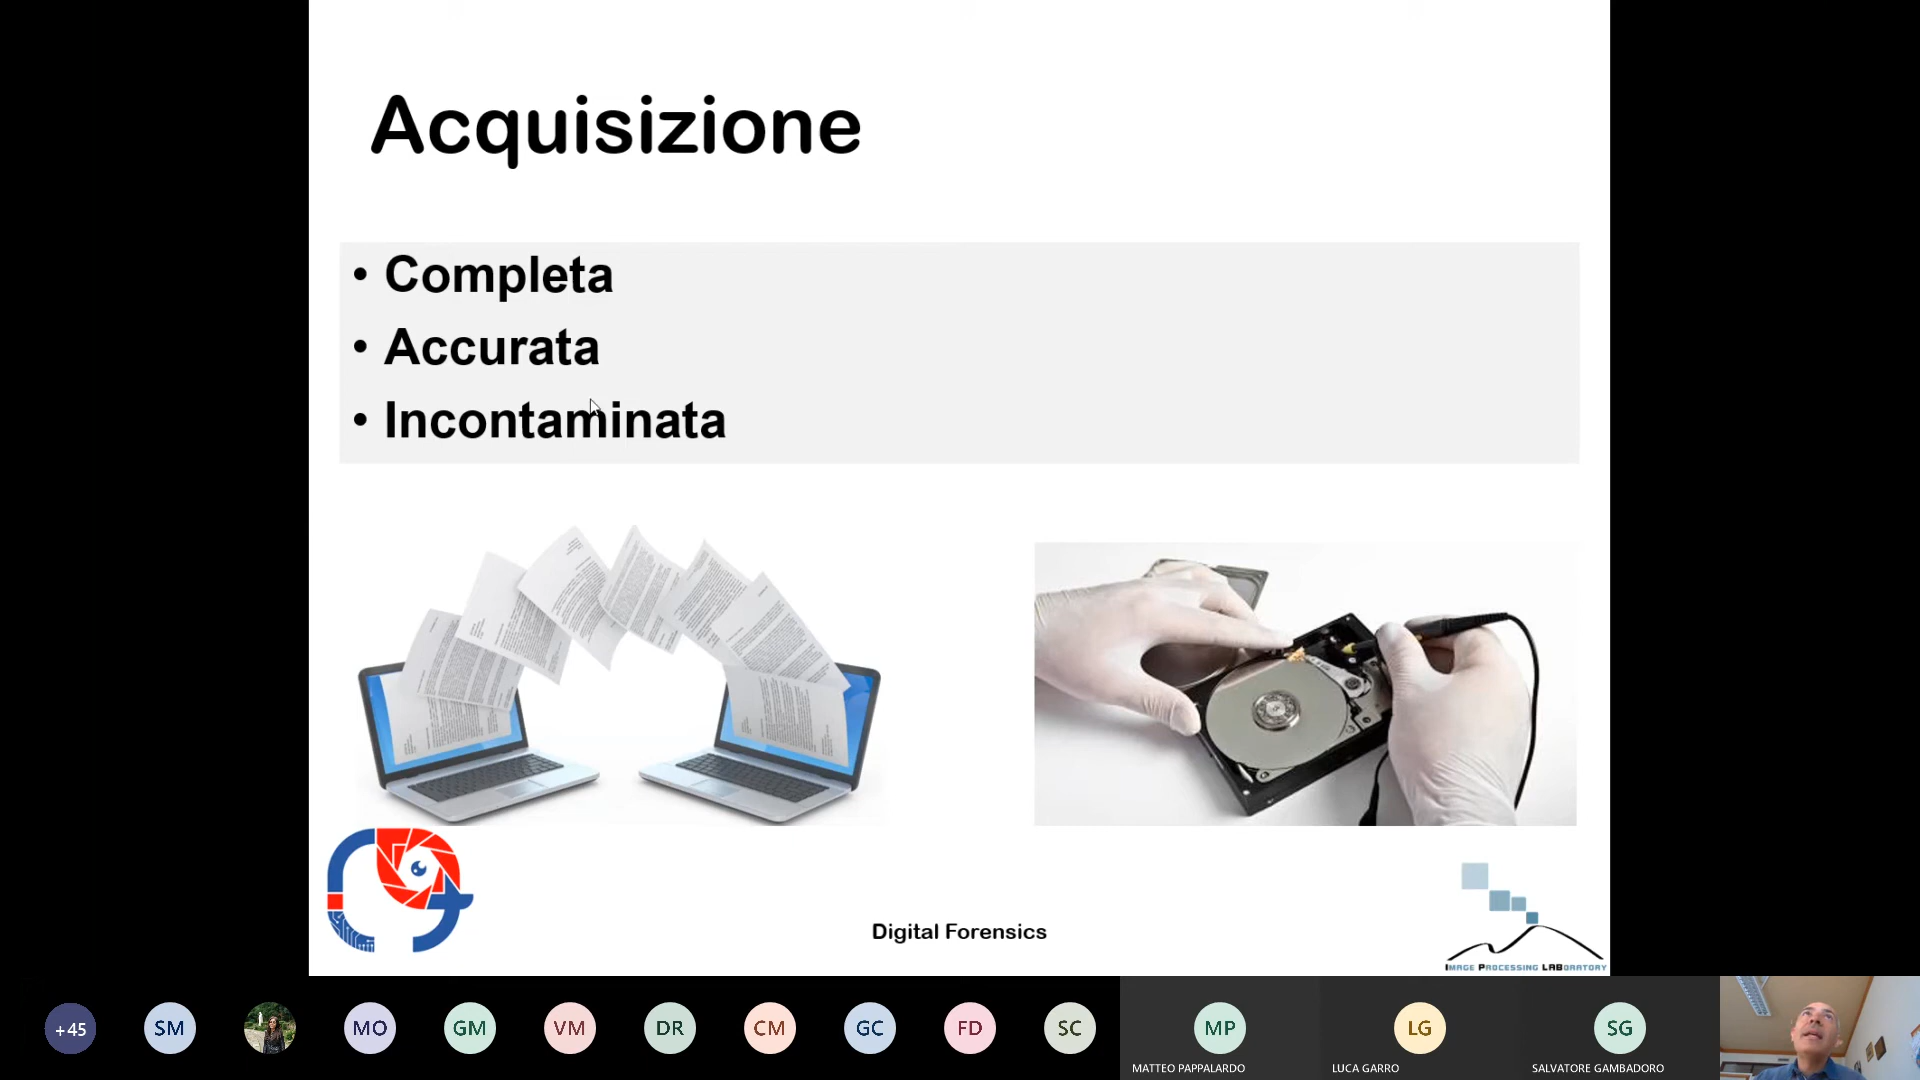 Acquisizione
• Completa
• Accurata
• Incontaminata
Digital Forensics
IMAGE PROCESSING LABORATORY
+45
SM
MO
GM
VM
DR
CM
GC
FD
SC
MP
LG
SG
MATTEO PAPPALARDO
LUCA GARRO
SALVATORE GAMBADORO